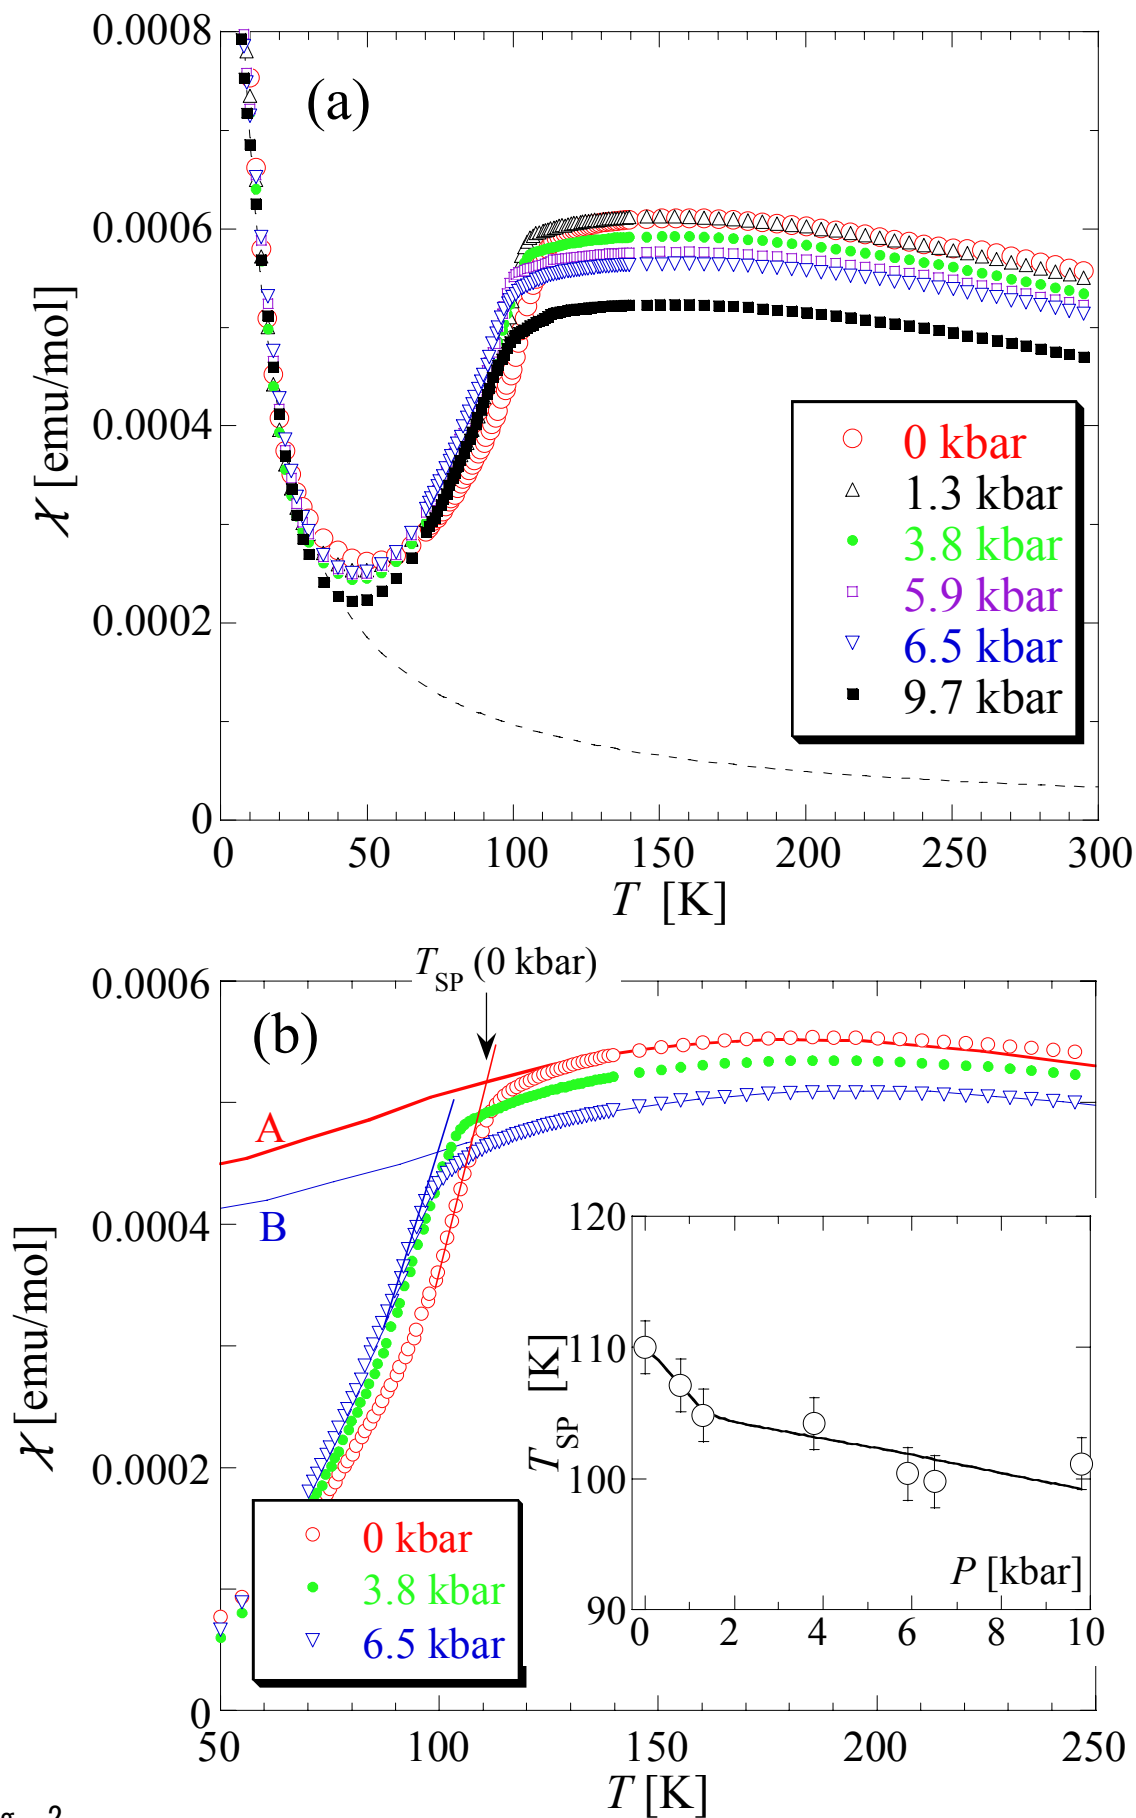 0.0008
(a)
0.0006
0.0004
0.0002
0
χ [emu/mol]
0 kbar
1.3 kbar
3.8 kbar
5.9 kbar
6.5 kbar
9.7 kbar
0 50 100 150 200 250 300
T [K]
T_SP (0 kbar)
0.0006
(b)
A
B
0.0004
0.0002
0
χ [emu/mol]
120
110
100
90
T_SP [K]
P [kbar]
0 2 4 6 8 10
0 kbar
3.8 kbar
6.5 kbar
50 100 150 200 250
T [K]